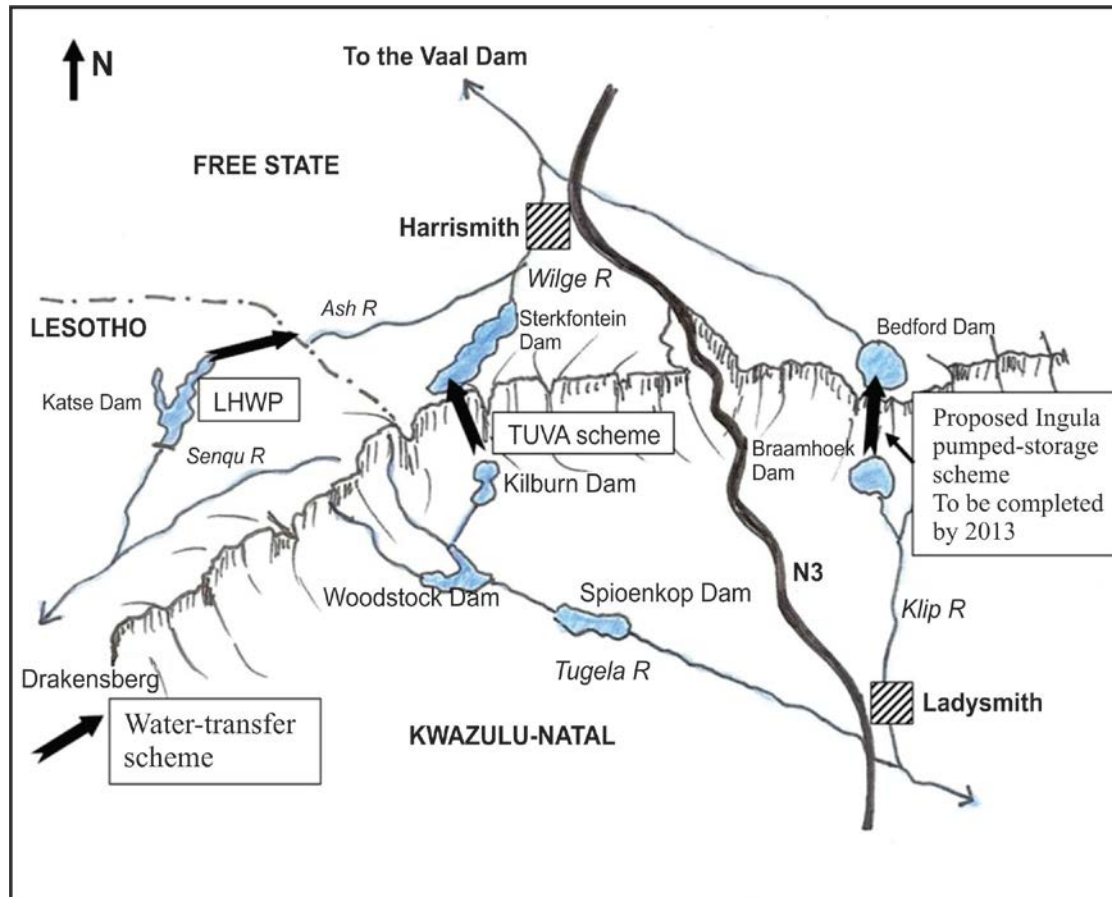 N
To the Vaal Dam
FREE STATE
Harrismith
Wilge R
Ash R
LESOTHO
Sterkfontein
Dam
Bedford Dam
Katse Dam
LHWP
TUVA scheme
Senqu R
Kilburn Dam
Braamhoek
Dam
Proposed Ingula
pumped-storage
scheme
To be completed
by 2013
Woodstock Dam
Spioenkop Dam
N3
Klip R
Tugela R
Drakensberg
Ladysmith
Water-transfer
scheme
KWAZULU-NATAL